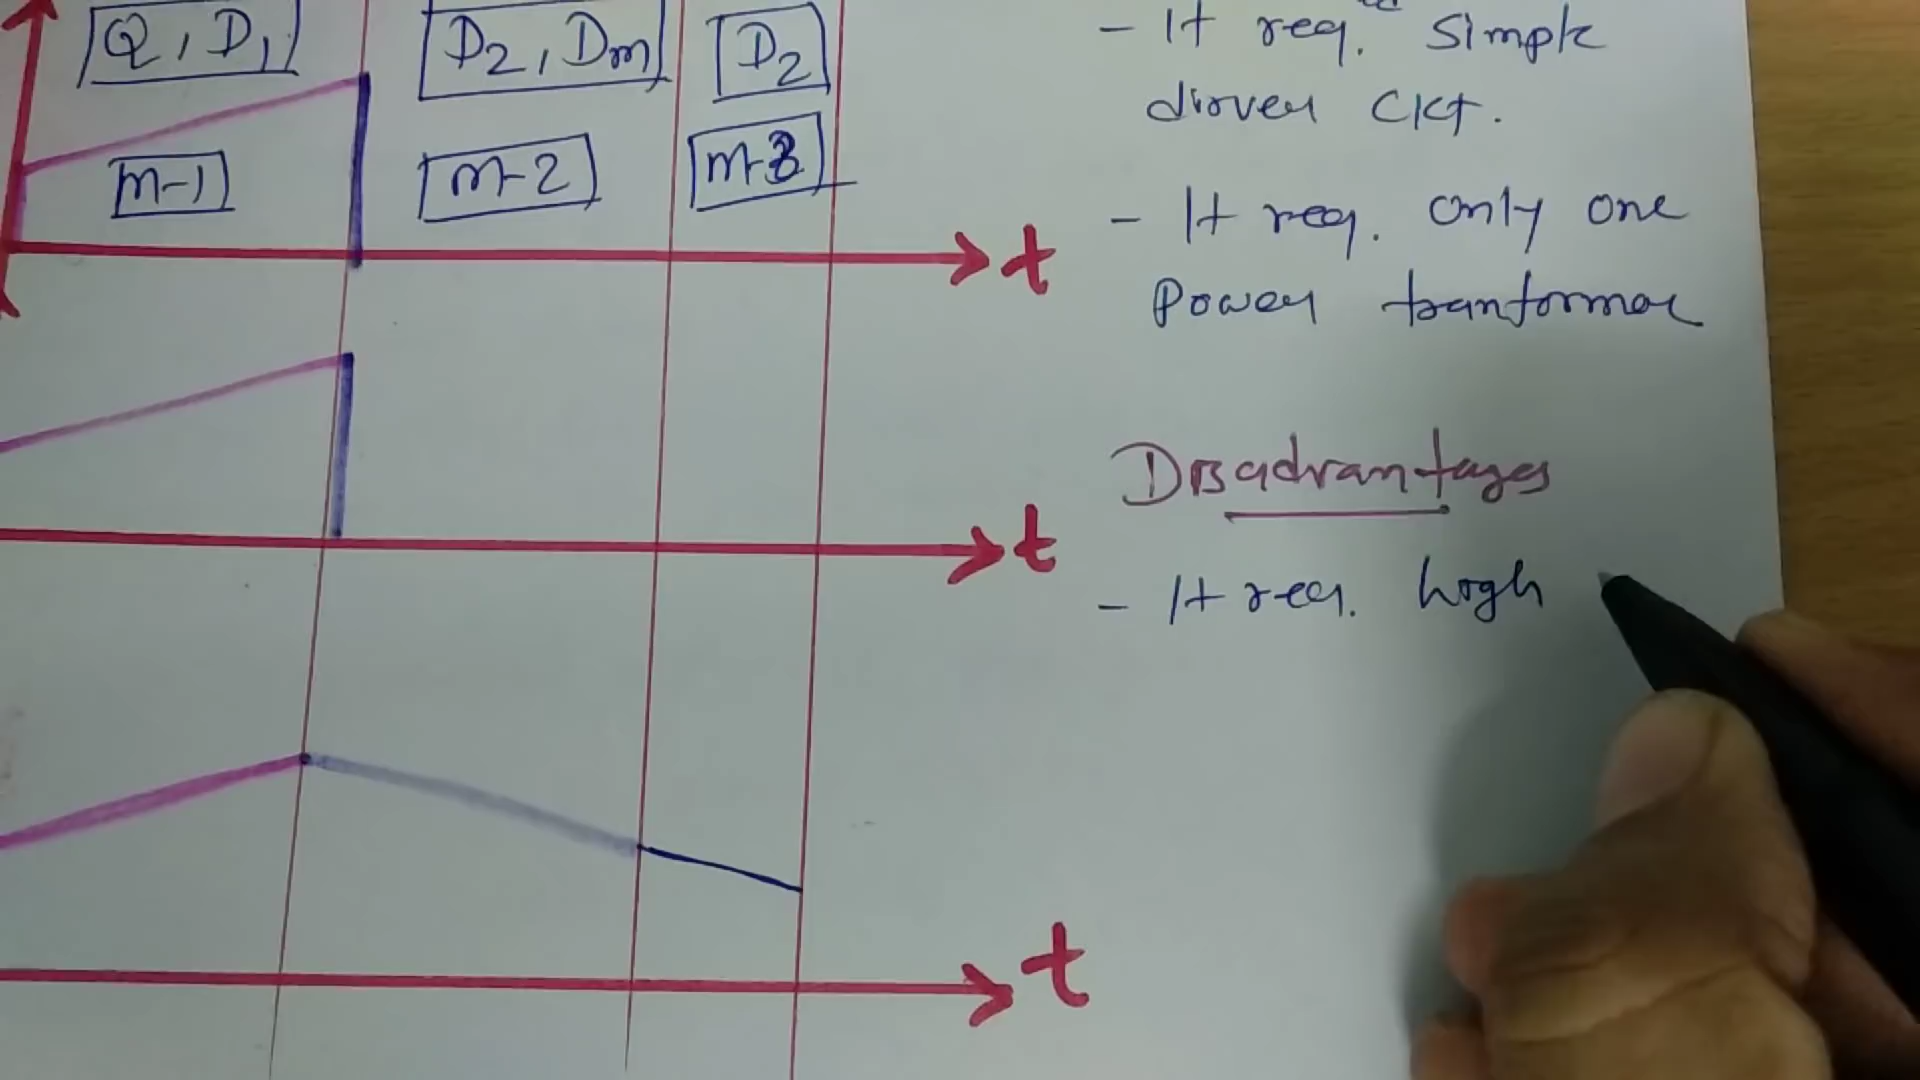 Q, D1
D2, Dm
D2
m-1
m-2
m-3
t
t
t
- It req. simple
driver ckt.
- It req. only one
Power tranformer
Disadvantages
- It req. high